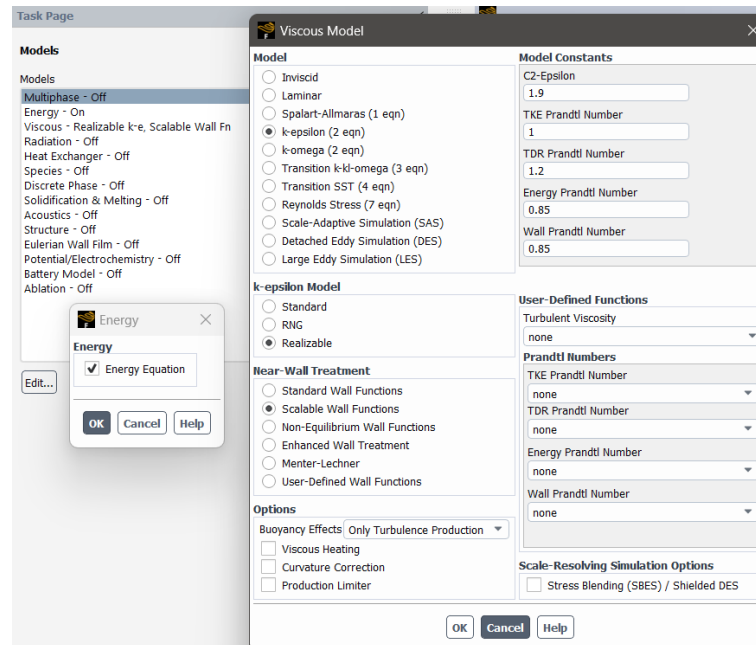 Task Page
Models
Models
Multiphase - Off
Energy - On
Viscous - Realizable k-e, Scalable Wall Fn
Radiation - Off
Heat Exchanger - Off
Species - Off
Discrete Phase - Off
Solidification & Melting - Off
Acoustics - Off
Structure - Off
Eulerian Wall Film - Off
Potential/Electrochemistry - Off
Battery Model - Off
Ablation - Off
Edit...
Energy
Energy
Energy Equation
OK
Cancel
Help
Viscous Model
Model
Inviscid
Laminar
Spalart-Allmaras (1 eqn)
k-epsilon (2 eqn)
k-omega (2 eqn)
Transition k-kl-omega (3 eqn)
Transition SST (4 eqn)
Reynolds Stress (7 eqn)
Scale-Adaptive Simulation (SAS)
Detached Eddy Simulation (DES)
Large Eddy Simulation (LES)
k-epsilon Model
Standard
RNG
Realizable
Near-Wall Treatment
Standard Wall Functions
Scalable Wall Functions
Non-Equilibrium Wall Functions
Enhanced Wall Treatment
Menter-Lechner
User-Defined Wall Functions
Options
Buoyancy Effects Only Turbulence Production
Viscous Heating
Curvature Correction
Production Limiter
Model Constants
C2-Epsilon
1.9
TKE Prandtl Number
1
TDR Prandtl Number
1.2
Energy Prandtl Number
0.85
Wall Prandtl Number
0.85
User-Defined Functions
Turbulent Viscosity
none
Prandtl Numbers
TKE Prandtl Number
none
TDR Prandtl Number
none
Energy Prandtl Number
none
Wall Prandtl Number
none
Scale-Resolving Simulation Options
Stress Blending (SBES) / Shielded DES
OK
Cancel
Help